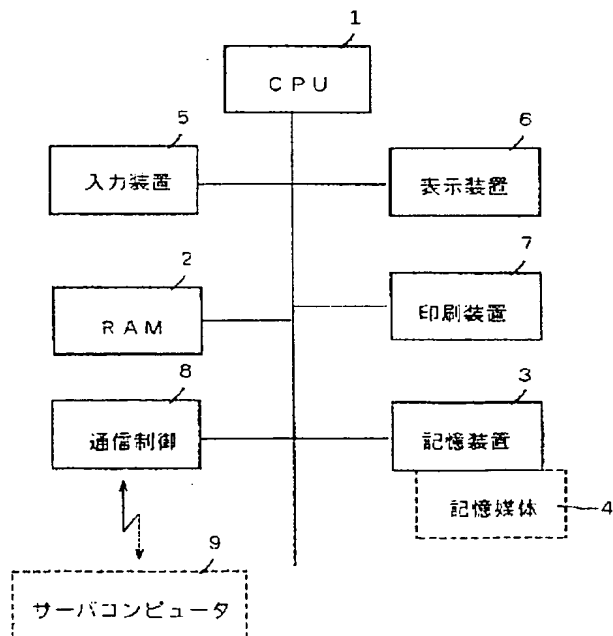 1
CPU
5
入力装置
6
表示装置
2
RAM
7
印刷装置
8
通信制御
3
記憶装置
記憶媒体
4
9
サーバコンピュータ